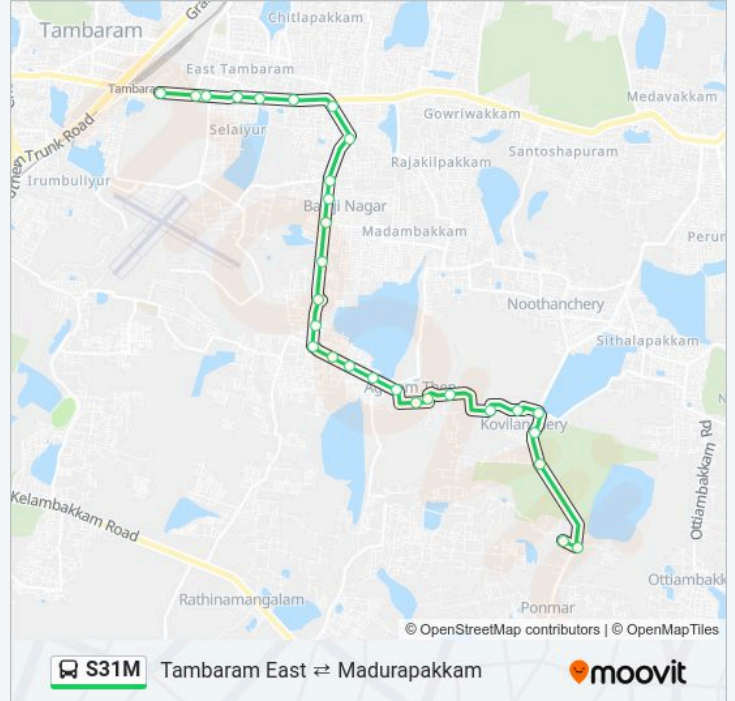 Chitlapakkam
Tambaram
East Tambaram
Medavakkam
Gowriwakkam
Selaiyur
Santoshapuram
Rajakilpakkam
Irumbuliyur
Madambakkam
Noothanchery
Sithalapakkam
Kovilanchery
Ottiambakkam Rd
Kelambakkam Road
Rathinamangalam
Ponmar
© OpenStreetMap contributors | © OpenMapTiles
S31M Tambaram East ⇄ Madurapakkam moovit